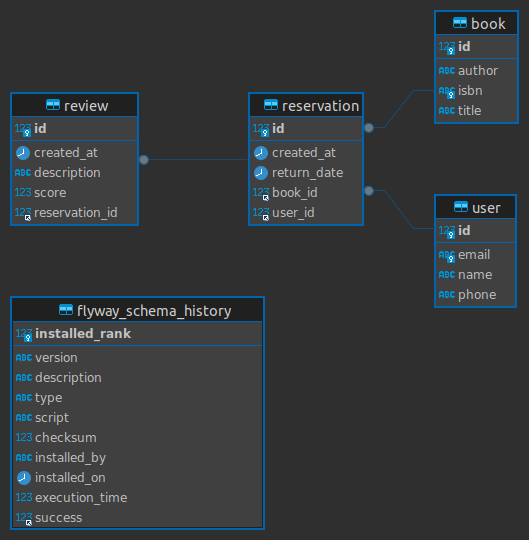 book
123 id
ABC author
ABC isbn
ABC title
review
123 id
created_at
ABC description
123 score
123 reservation_id
reservation
123 id
created_at
return_date
123 book_id
123 user_id
user
123 id
ABC email
ABC name
ABC phone
flyway_schema_history
123 installed_rank
ABC version
ABC description
ABC type
ABC script
123 checksum
ABC installed_by
installed_on
123 execution_time
123 success